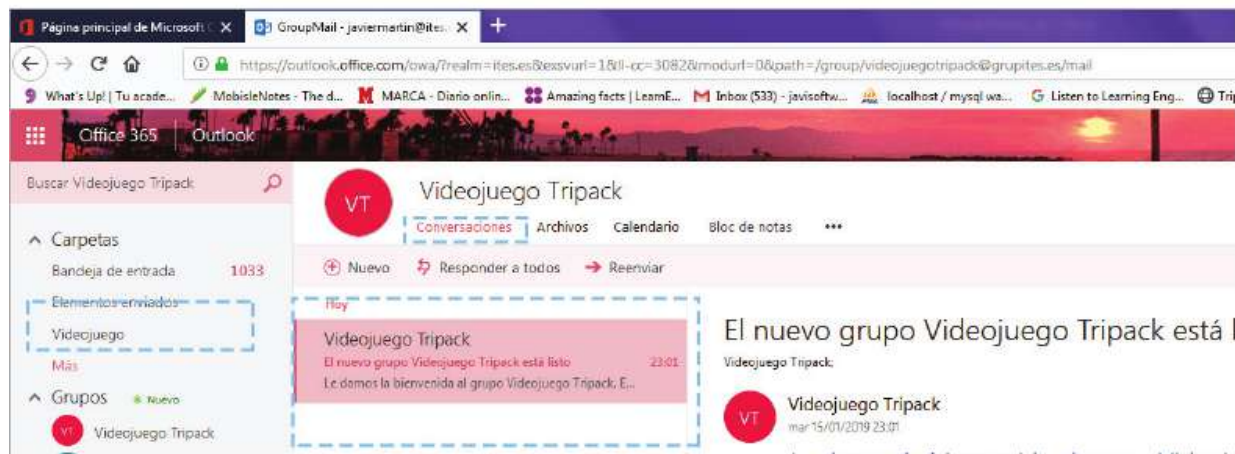 Página principal de Microsoft
GroupMail - javiermartin@ites.
https://outlook.office.com/owa/?realm=ites.es&exsvurl=1&ll-cc=3082&modurl=0&path=/group/videojuegotripack@grupites.es/mail
What's Up! | Tu acade...
MobisleNotes - The d...
MARCA - Diario onlin...
Amazing facts | LearnE...
Inbox (533) - javisoftw...
localhost / mysql wa...
Listen to Learning Eng...
Trip
Office 365 Outlook
Buscar Videojuego Tripack
VT
Videojuego Tripack
Conversaciones Archivos Calendario Bloc de notas •••
Carpetas
Bandeja de entrada 1033
Elementos enviados
Videojuego
Más
Grupos Nuevo
VT Videojuego Tripack
Nuevo Responder a todos Reenviar
Hoy
Videojuego Tripack
El nuevo grupo Videojuego Tripack está listo 23:01
Le damos la bienvenida al grupo Videojuego Tripack. E...
El nuevo grupo Videojuego Tripack está l
Videojuego Tripack;
VT
Videojuego Tripack
mar 15/01/2019 23:01